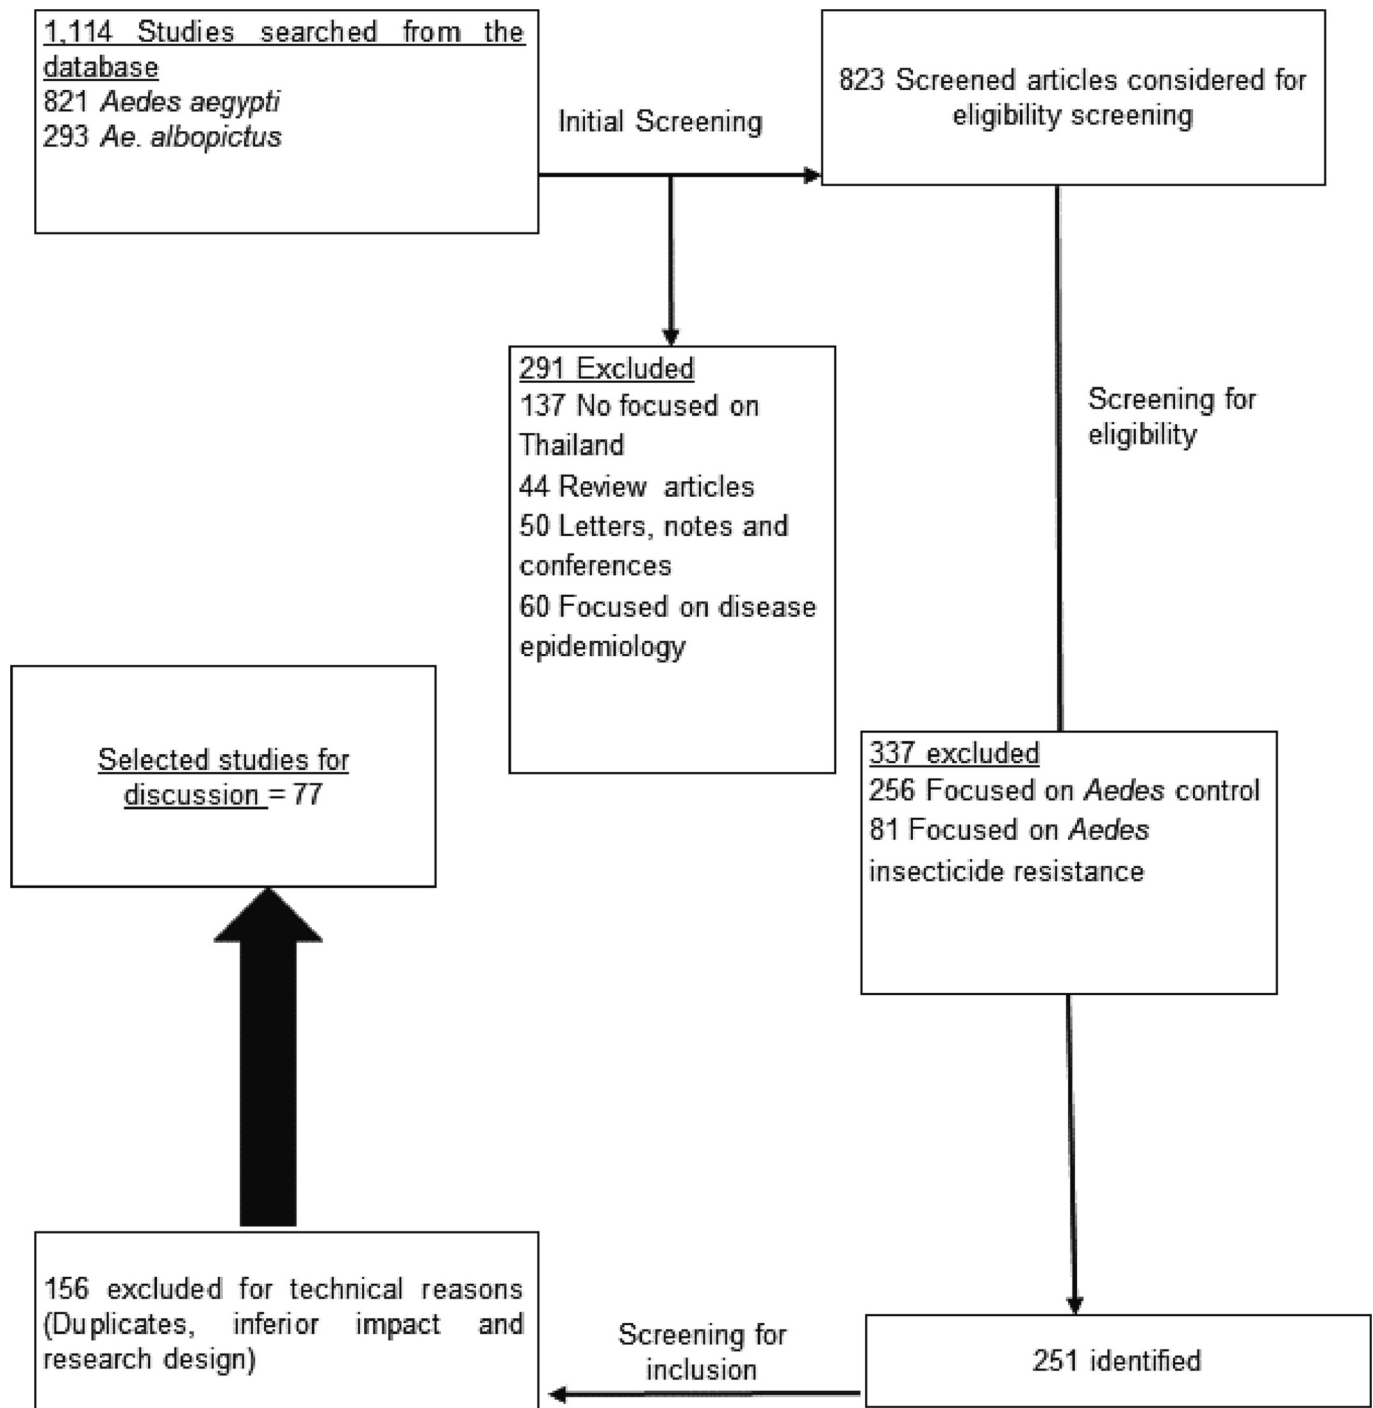 1,114 Studies searched from the
database
821 Aedes aegypti
293 Ae. albopictus
Initial Screening
823 Screened articles considered for
eligibility screening
291 Excluded
137 No focused on
Thailand
44 Review articles
50 Letters, notes and
conferences
60 Focused on disease
epidemiology
Screening for
eligibility
337 excluded
256 Focused on Aedes control
81 Focused on Aedes
insecticide resistance
251 identified
Screening for
inclusion
156 excluded for technical reasons
(Duplicates, inferior impact and
research design)
Selected studies for
discussion = 77